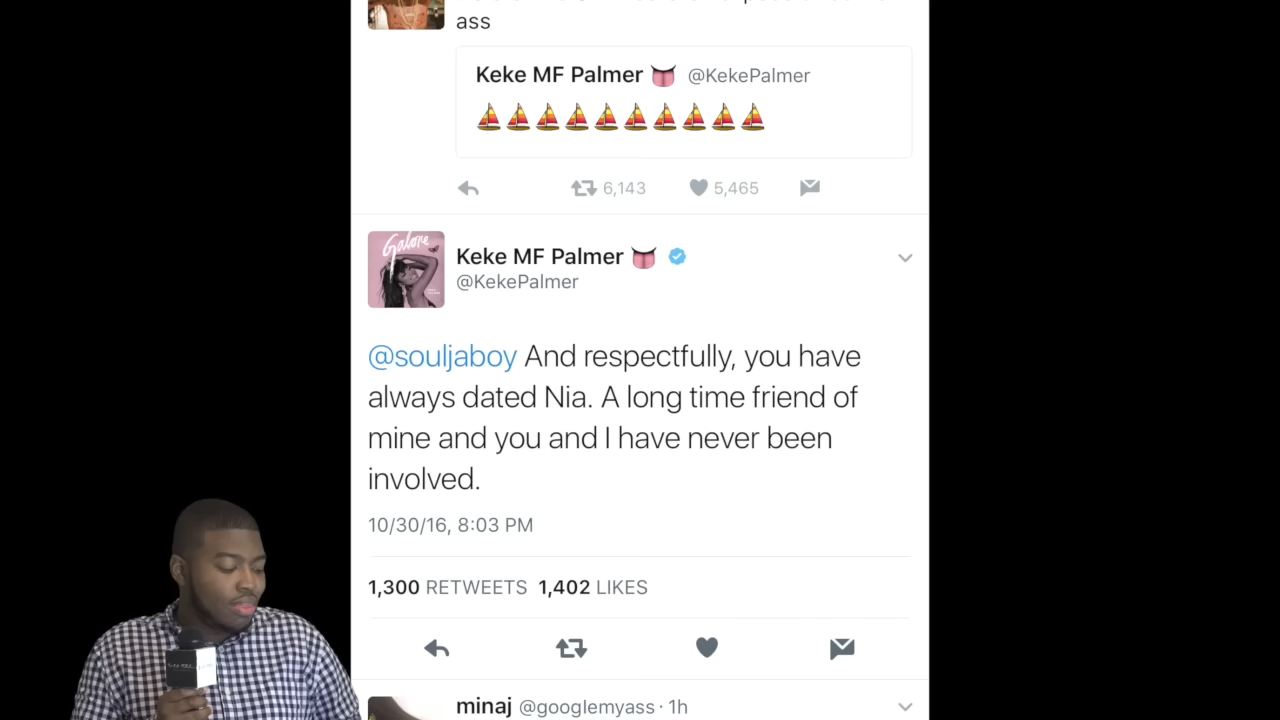 ass
Keke MF Palmer @KekePalmer
6,143 5,465
Galore
Keke MF Palmer
@KekePalmer
@souljaboy And respectfully, you have
always dated Nia. A long time friend of
mine and you and I have never been
involved.
10/30/16, 8:03 PM
1,300 RETWEETS 1,402 LIKES
minaj @googlemyass · 1h